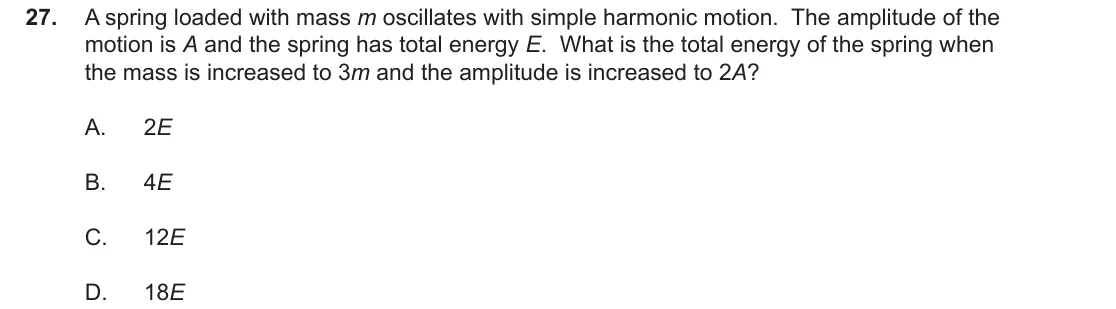 27. A spring loaded with mass m oscillates with simple harmonic motion. The amplitude of the
motion is A and the spring has total energy E. What is the total energy of the spring when
the mass is increased to 3m and the amplitude is increased to 2A?
A. 2E
B. 4E
C. 12E
D. 18E